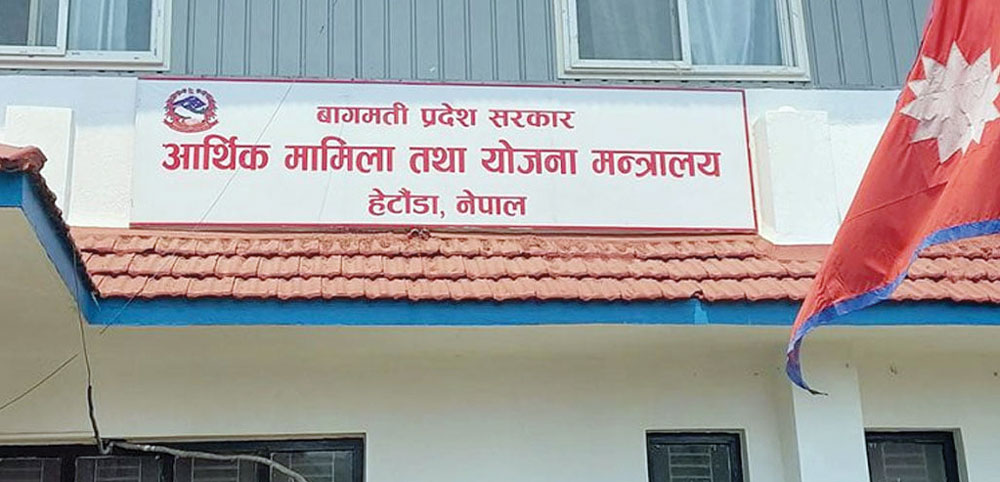 बागमती प्रदेश सरकार
आर्थिक मामिला तथा योजना मन्त्रालय
हेटौंडा, नेपाल